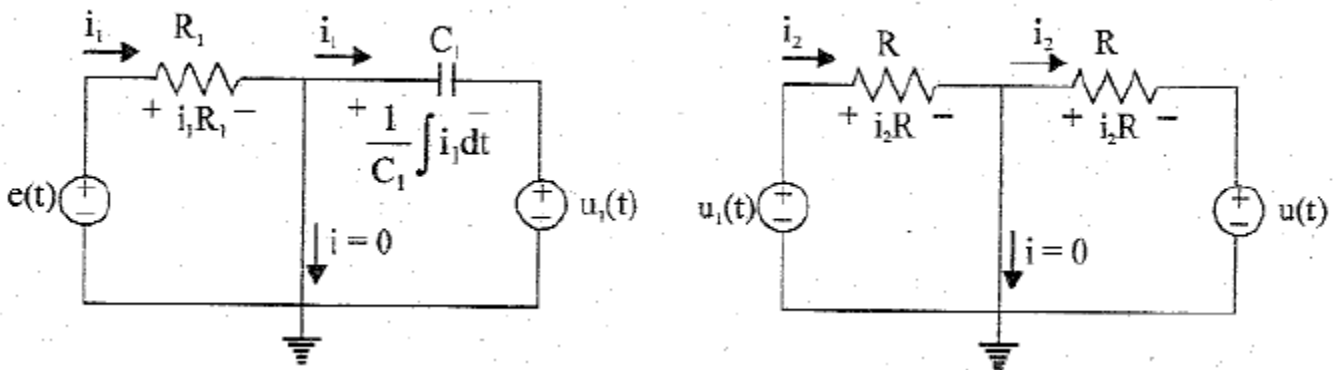 i₁ R₁ i₁ C₁
+ i₁R₁ − + −
1/C₁ ∫ i₁dt
e(t) + − + − u₁(t)
i = 0
i₂ R i₂ R
+ i₂R − + i₂R −
u₁(t) + − + − u(t)
i = 0